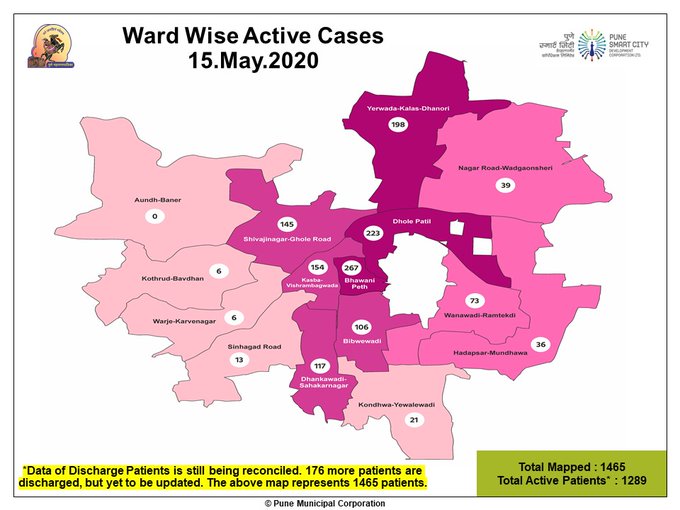 Ward Wise Active Cases
15.May.2020
पुणे
स्मार्ट सिटी
PUNE
SMART CITY
DEVELOPMENT
CORPORATION LTD.
Yerwada-Kalas-Dhanori
198
Nagar Road-Wadgaonsheri
39
Aundh-Baner
0
145
Shivajinagar-Ghole Road
Dhole Patil
223
Kothrud-Bavdhan
6
154
Kasba-
Vishrambagwada
267
Bhawani
Peth
73
Wanawadi-Ramtekdi
Warje-Karvenagar
6
106
Bibwewadi
Sinhagad Road
13
36
Hadapsar-Mundhawa
117
Dhankawadi-
Sahakarnagar
Kondhwa-Yewalewadi
21
*Data of Discharge Patients is still being reconciled. 176 more patients are
discharged, but yet to be updated. The above map represents 1465 patients.
Total Mapped : 1465
Total Active Patients* : 1289
© Pune Municipal Corporation